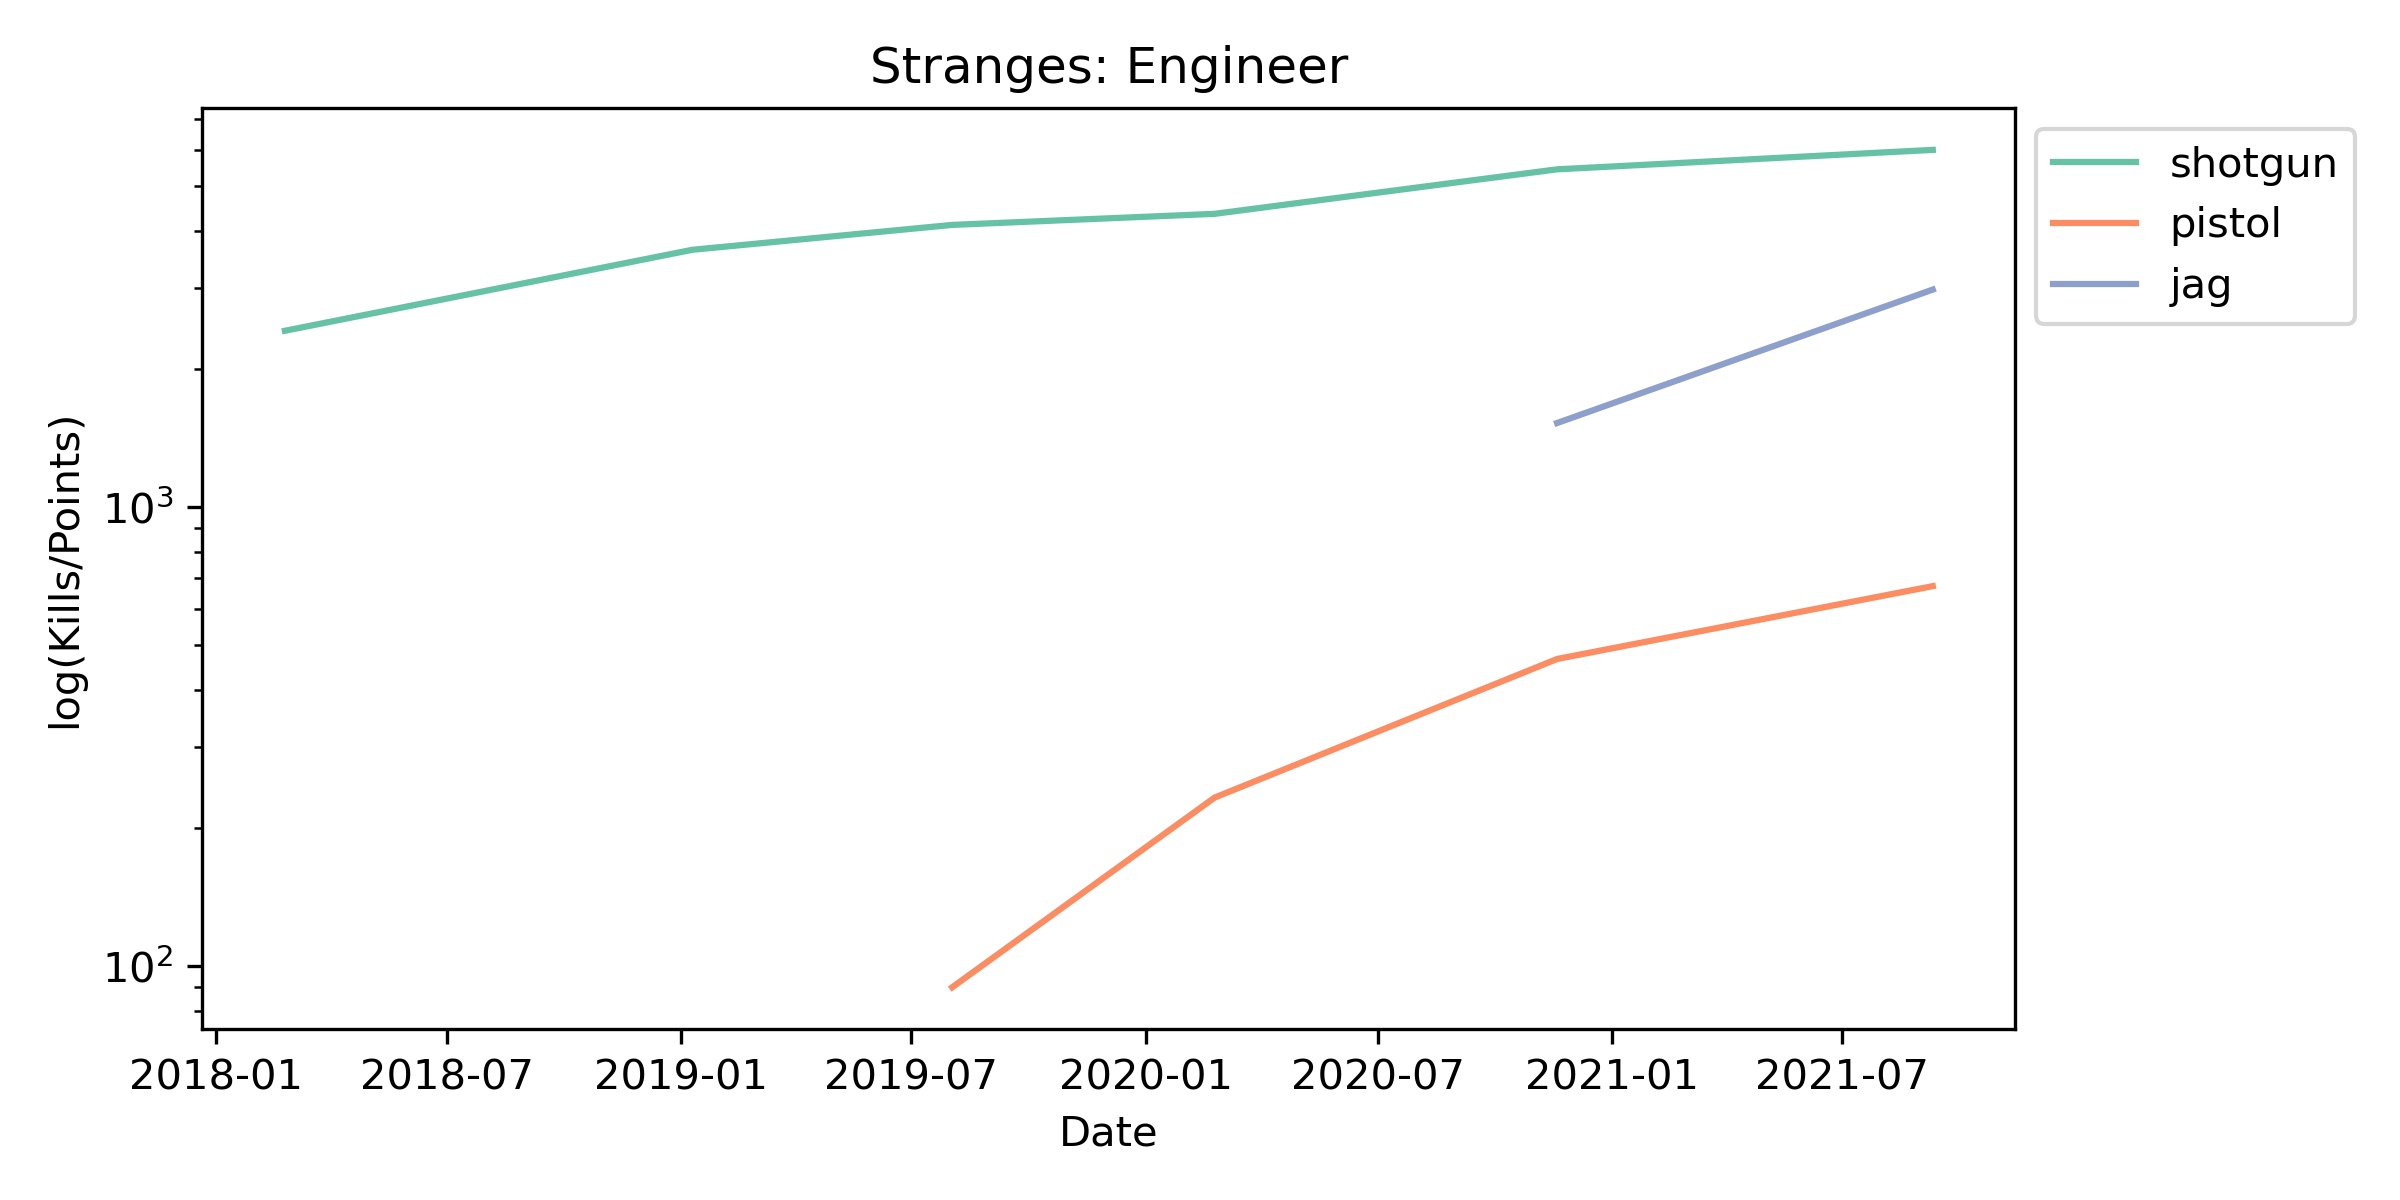 Stranges: Engineer
shotgun
pistol
jag
log(Kills/Points)
10³
10²
2018-01 2018-07 2019-01 2019-07 2020-01 2020-07 2021-01 2021-07
Date